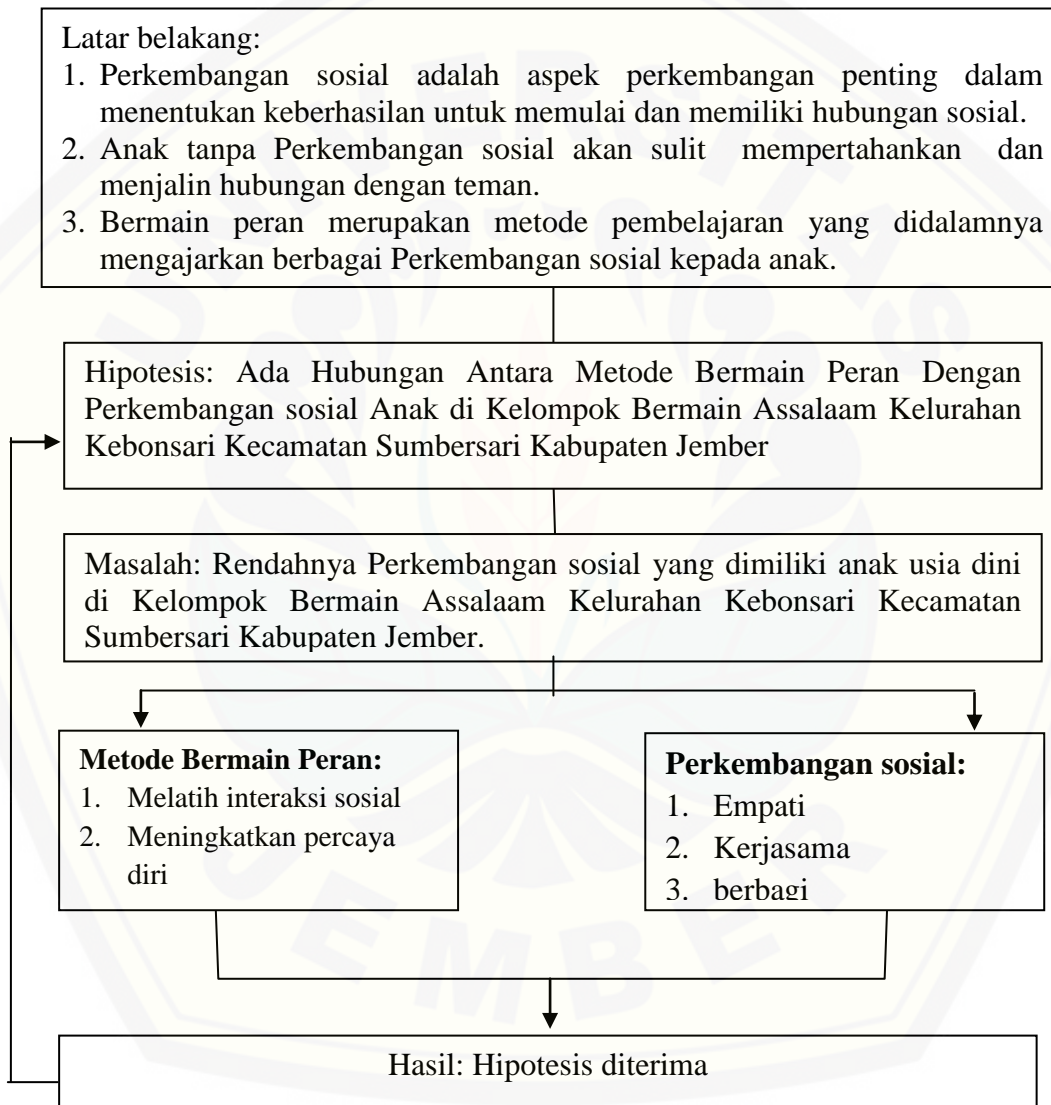 Latar belakang:
1. Perkembangan sosial adalah aspek perkembangan penting dalam
menentukan keberhasilan untuk memulai dan memiliki hubungan sosial.
2. Anak tanpa Perkembangan sosial akan sulit mempertahankan dan
menjalin hubungan dengan teman.
3. Bermain peran merupakan metode pembelajaran yang didalamnya
mengajarkan berbagai Perkembangan sosial kepada anak.
Hipotesis: Ada Hubungan Antara Metode Bermain Peran Dengan
Perkembangan sosial Anak di Kelompok Bermain Assalaam Kelurahan
Kebonsari Kecamatan Sumbersari Kabupaten Jember
Masalah: Rendahnya Perkembangan sosial yang dimiliki anak usia dini
di Kelompok Bermain Assalaam Kelurahan Kebonsari Kecamatan
Sumbersari Kabupaten Jember.
Metode Bermain Peran:
1. Melatih interaksi sosial
2. Meningkatkan percaya
diri
Perkembangan sosial:
1. Empati
2. Kerjasama
3. berbagi
Hasil: Hipotesis diterima
UNIVERSITAS
JEMBER